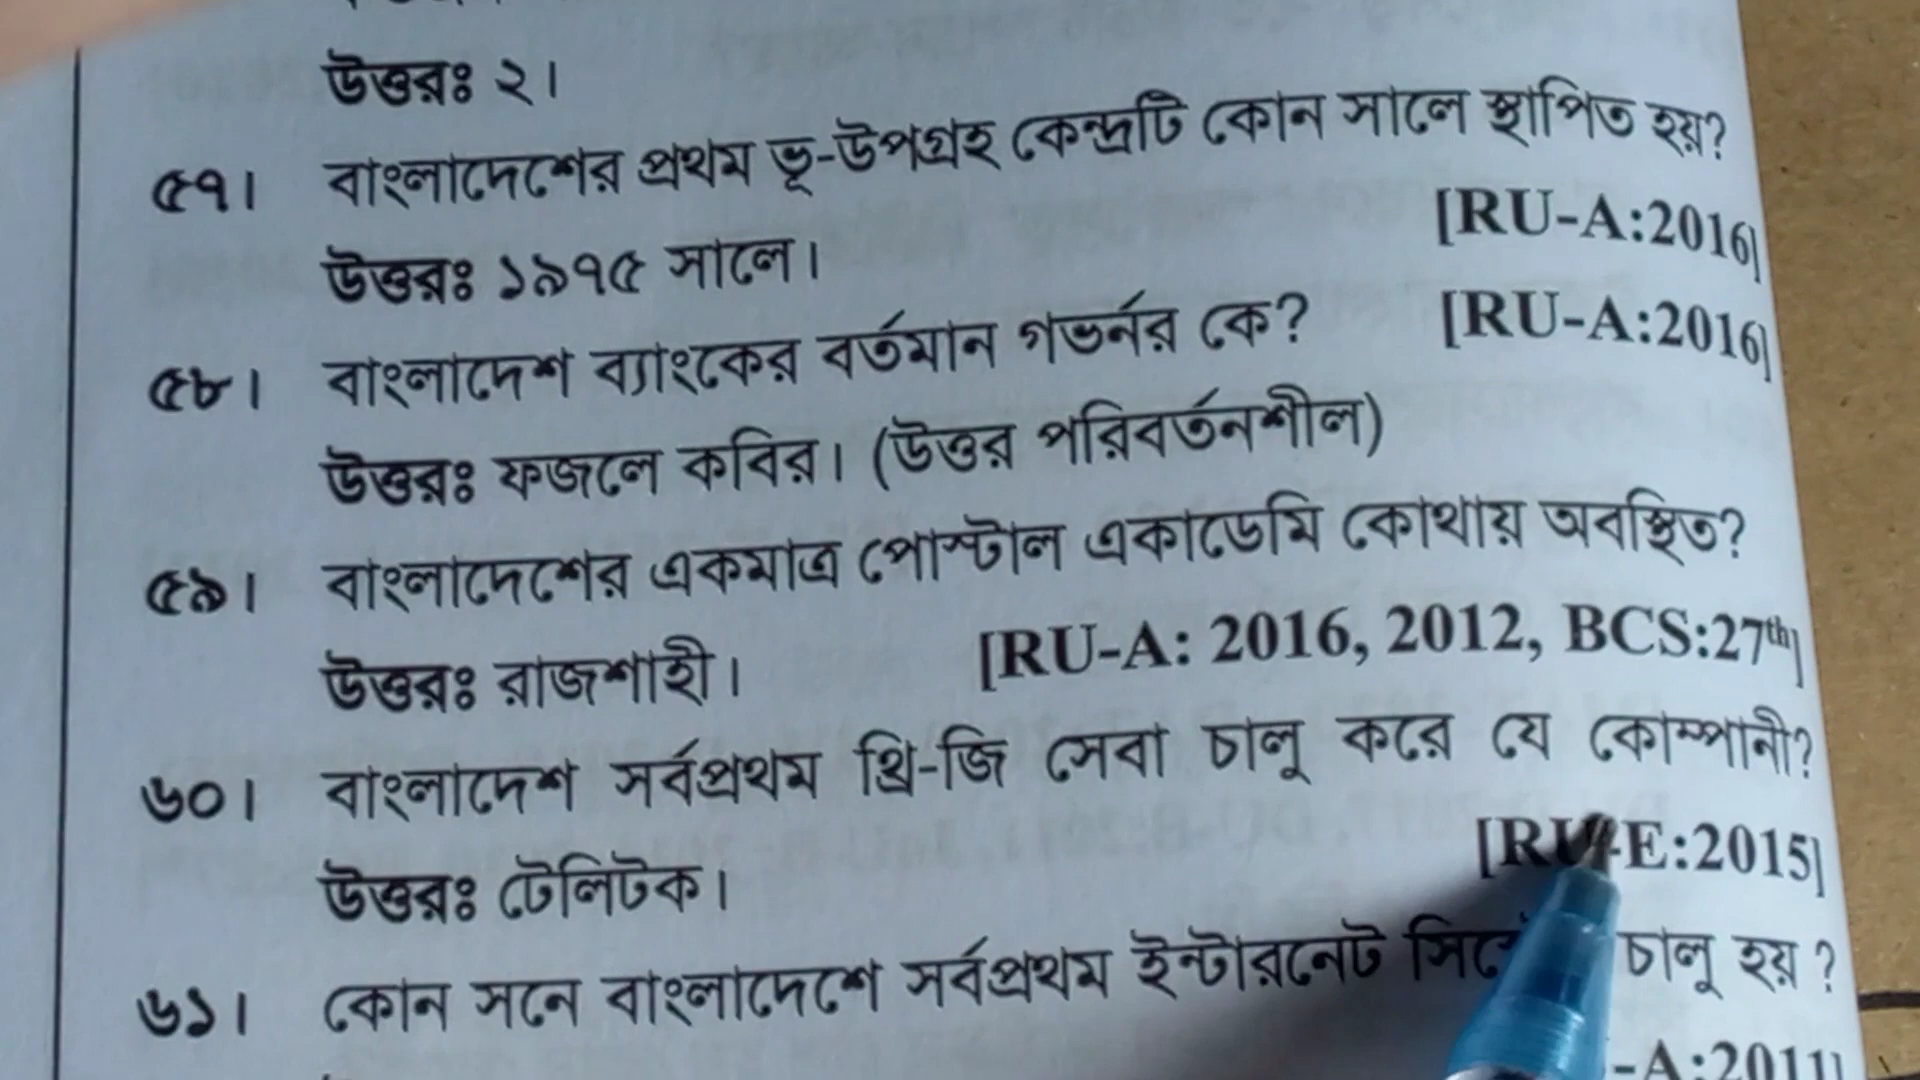 উত্তরঃ ২।
৫৭। বাংলাদেশের প্রথম ভূ-উপগ্রহ কেন্দ্রটি কোন সালে স্থাপিত হয়?
[RU-A:2016]
উত্তরঃ ১৯৭৫ সালে।
৫৮। বাংলাদেশ ব্যাংকের বর্তমান গভর্নর কে? [RU-A:2016]
উত্তরঃ ফজলে কবির। (উত্তর পরিবর্তনশীল)
৫৯। বাংলাদেশের একমাত্র পোস্টাল একাডেমি কোথায় অবস্থিত?
উত্তরঃ রাজশাহী। [RU-A: 2016, 2012, BCS:27th]
৬০। বাংলাদেশ সর্বপ্রথম থ্রি-জি সেবা চালু করে যে কোম্পানী?
[RU-E:2015]
উত্তরঃ টেলিটক।
৬১। কোন সনে বাংলাদেশে সর্বপ্রথম ইন্টারনেট চালু হয় ?
-A:2011]